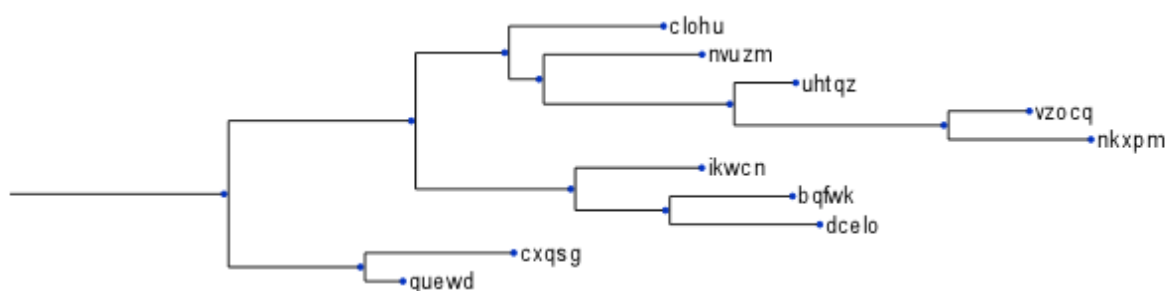 clohu
nvuzm
uhtqz
vzocq
nkxpm
ikwcn
bqfwk
dcelo
cxqsg
quewd